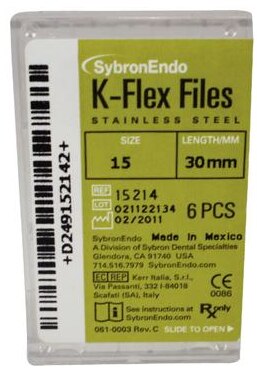 SybronEndo
K-Flex Files
STAINLESS STEEL
SIZE LENGTH/MM
15 30mm
REF 15214
LOT 021122134
02/2011 6 PCS
SybronEndo Made in Mexico
A Division of Sybron Dental Specialties
Glendora, CA 91740 USA
714.516.7979 SybronEndo.com
EC REP Kerr Italia, S.r.l.,
Via Passanti, 332 I-84018
Scafati (SA), Italy
CE
0086
See instructions at
SybronEndo.com
Rx only
061-0003 Rev. C SLIDE TO OPEN
+D249152142+